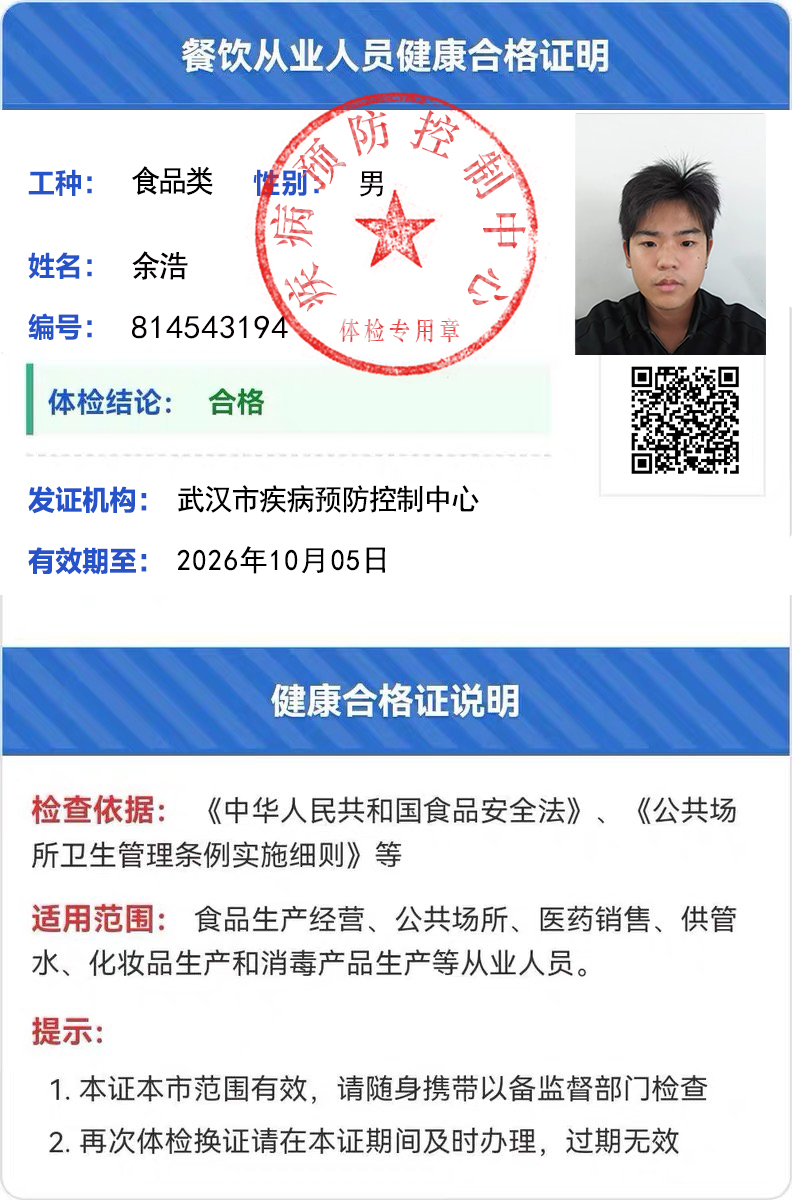 餐饮从业人员健康合格证明
工种： 食品类 性别： 男
姓名： 余浩
编号： 814543194
疾病预防控制中心
体检专用章
体检结论： 合格
发证机构： 武汉市疾病预防控制中心
有效期至： 2026年10月05日
健康合格证说明
检查依据： 《中华人民共和国食品安全法》、《公共场
所卫生管理条例实施细则》等
适用范围： 食品生产经营、公共场所、医药销售、供管
水、化妆品生产和消毒产品生产等从业人员。
提示：
1. 本证本市范围有效，请随身携带以备监督部门检查
2. 再次体检换证请在本证期间及时办理，过期无效